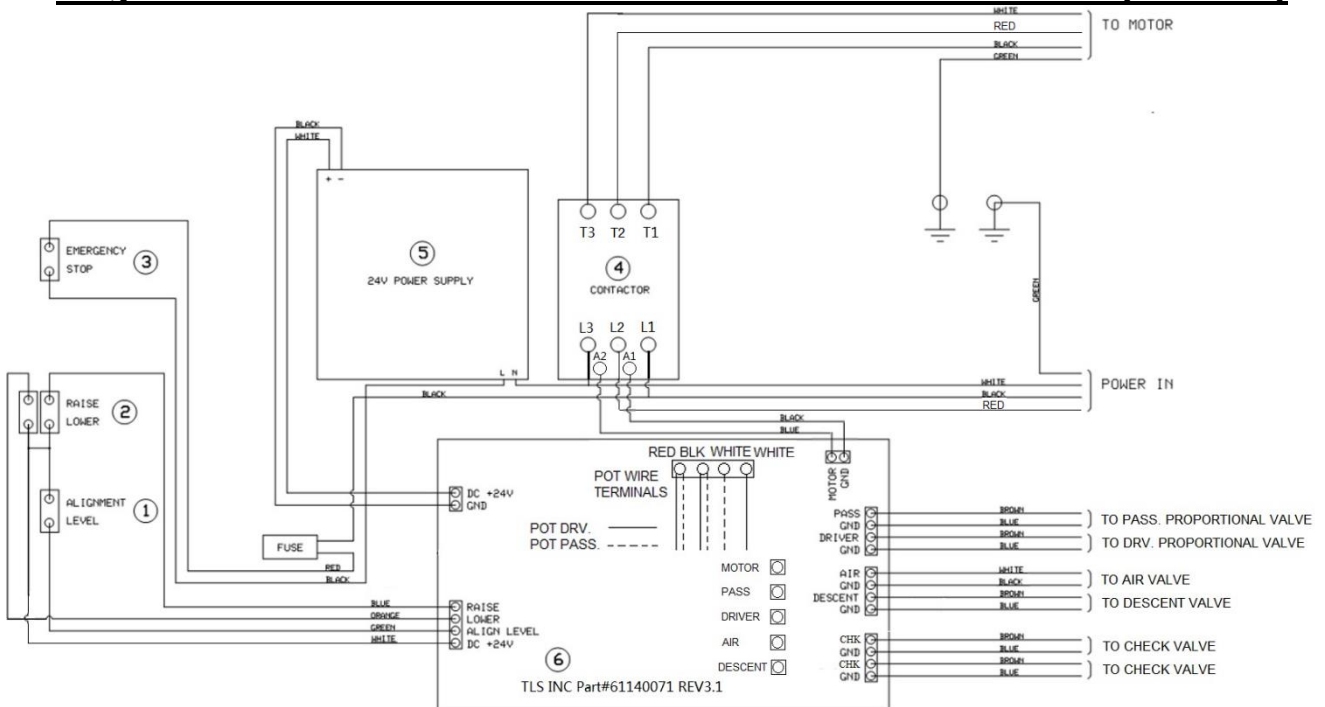 WHITE
RED
TO MOTOR
BLACK
GREEN
BLACK
WHITE
+ -
T3 T2 T1
EMERGENCY
STOP
3
5
24V POWER SUPPLY
4
CONTACTOR
GREEN
L3 L2 L1
A2 A1
L N
WHITE
BLACK
BLACK
RED
POWER IN
RAISE
LOWER
2
BLACK
BLUE
RED BLK WHITE WHITE
POT WIRE
TERMINALS
MOTOR
GND
DC +24V
GND
ALIGNMENT
LEVEL
1
POT DRV.
POT PASS.
PASS
GND
DRIVER
GND
BROWN
BLUE
BROWN
BLUE
TO PASS. PROPORTIONAL VALVE
TO DRV. PROPORTIONAL VALVE
FUSE
RED
BLACK
MOTOR
PASS
DRIVER
AIR
DESCENT
AIR
GND
DESCENT
GND
WHITE
BLACK
BROWN
BLUE
TO AIR VALVE
TO DESCENT VALVE
BLUE
ORANGE
GREEN
WHITE
RAISE
LOWER
ALIGN LEVEL
DC +24V
CHK
GND
CHK
GND
BROWN
BLUE
BROWN
BLUE
TO CHECK VALVE
TO CHECK VALVE
6
TLS INC Part#61140071 REV3.1